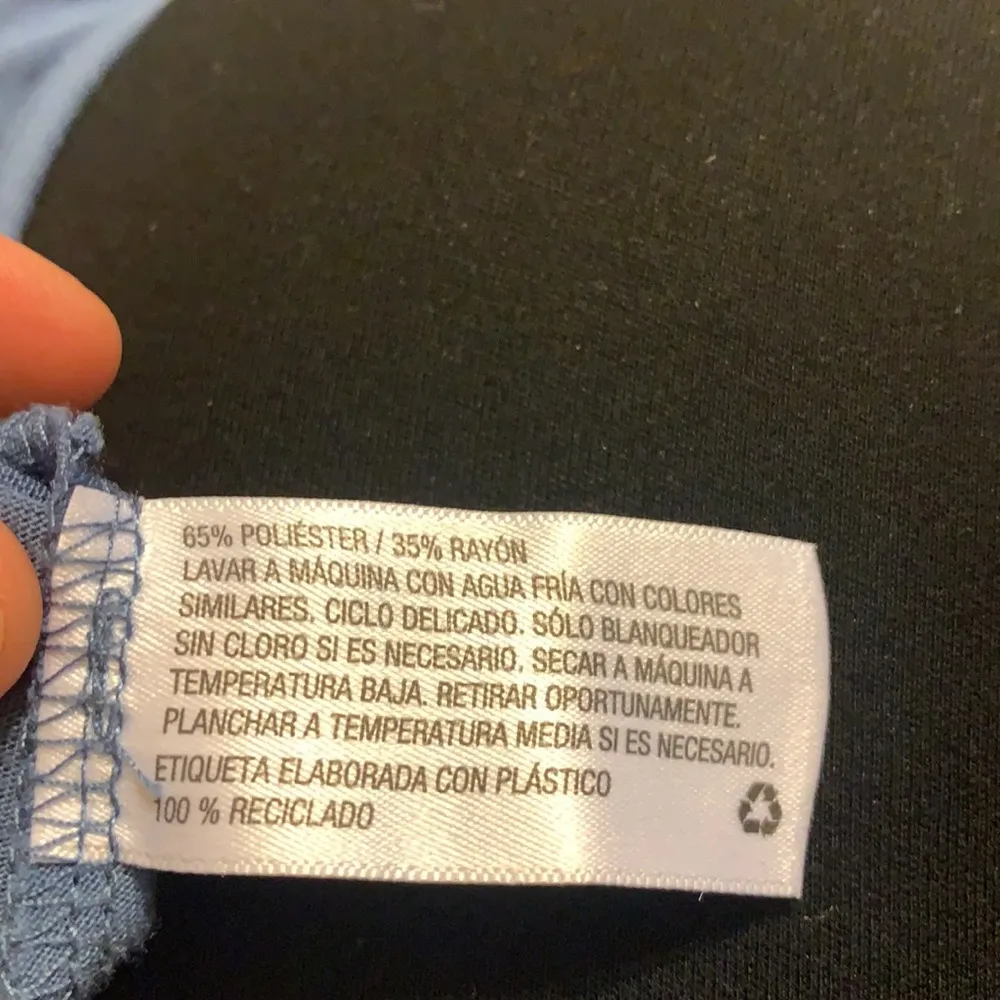 65% POLIÉSTER / 35% RAYÓN
LAVAR A MÁQUINA CON AGUA FRÍA CON COLORES
SIMILARES. CICLO DELICADO. SÓLO BLANQUEADOR
SIN CLORO SI ES NECESARIO. SECAR A MÁQUINA A
TEMPERATURA BAJA. RETIRAR OPORTUNAMENTE.
PLANCHAR A TEMPERATURA MEDIA SI ES NECESARIO.
ETIQUETA ELABORADA CON PLÁSTICO
100 % RECICLADO